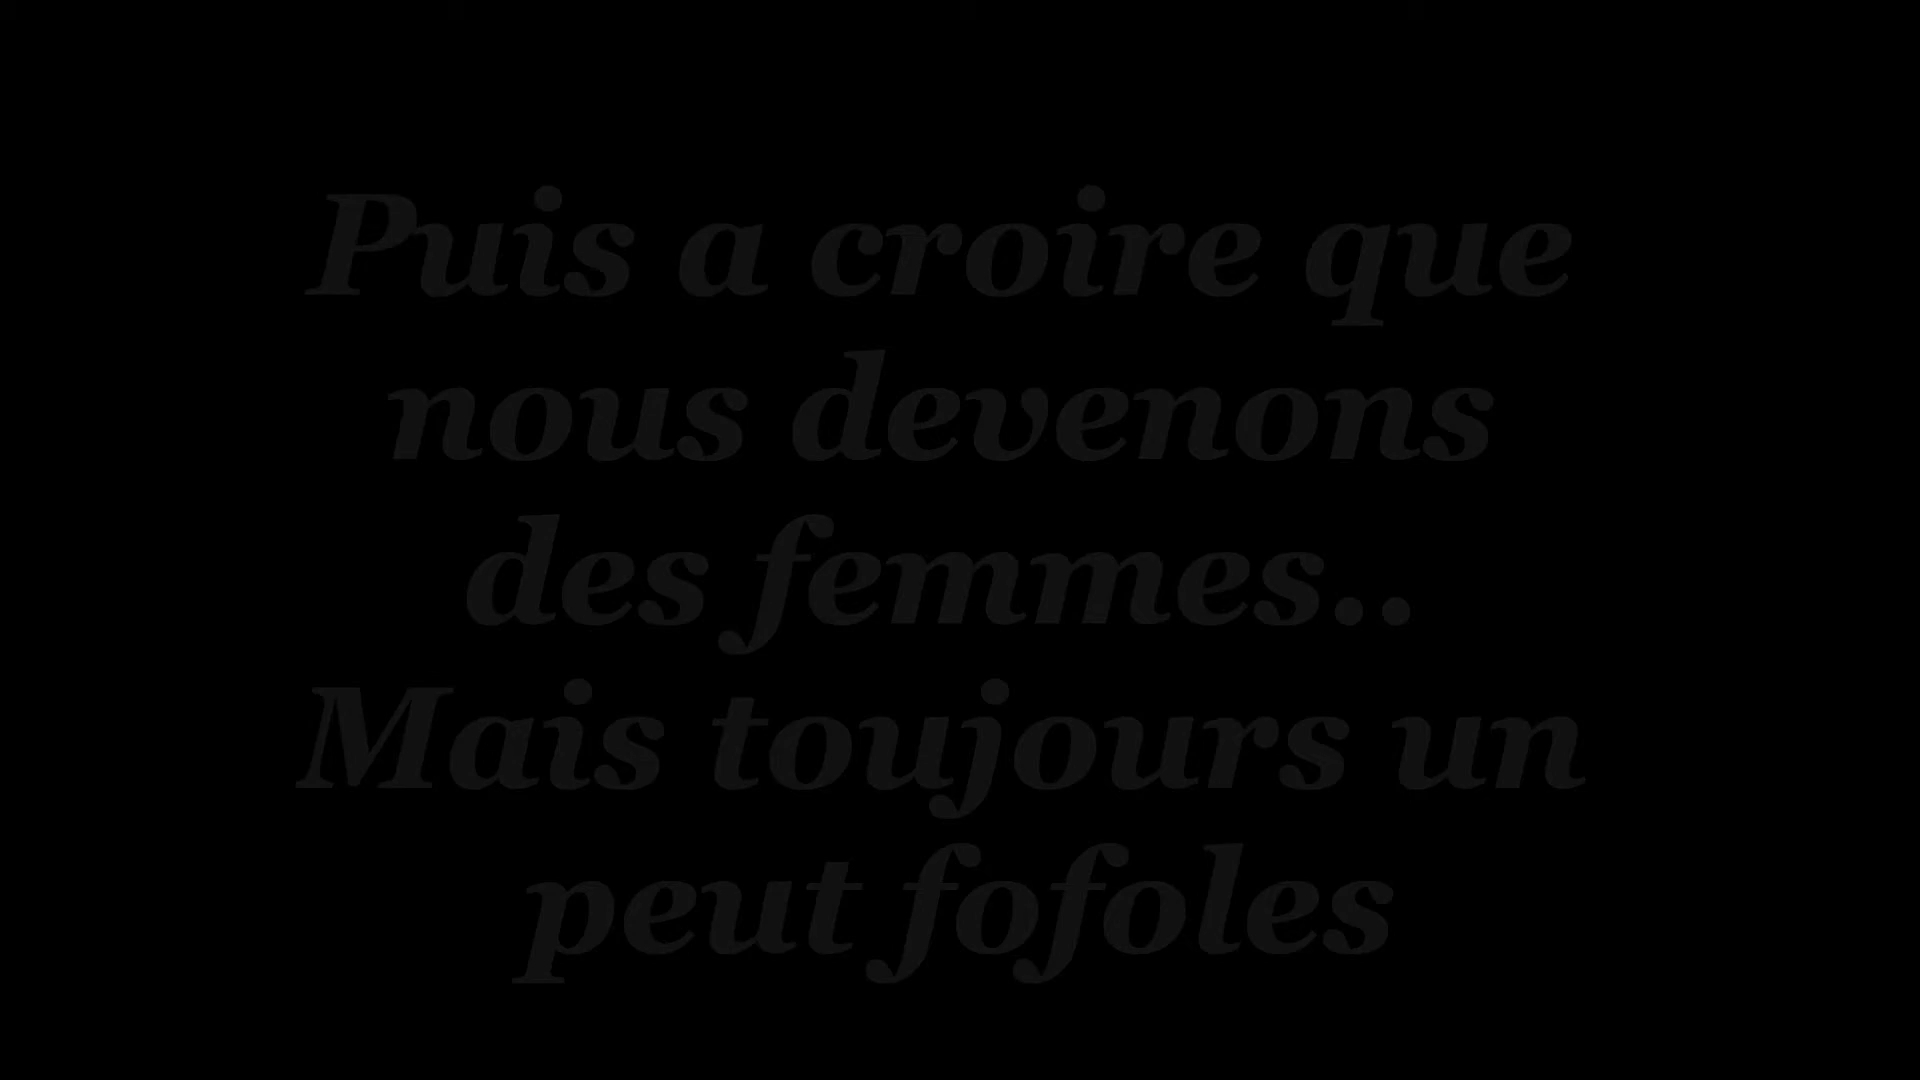 Puis a croire que
nous devenons
des femmes..
Mais toujours un
peut fofoles